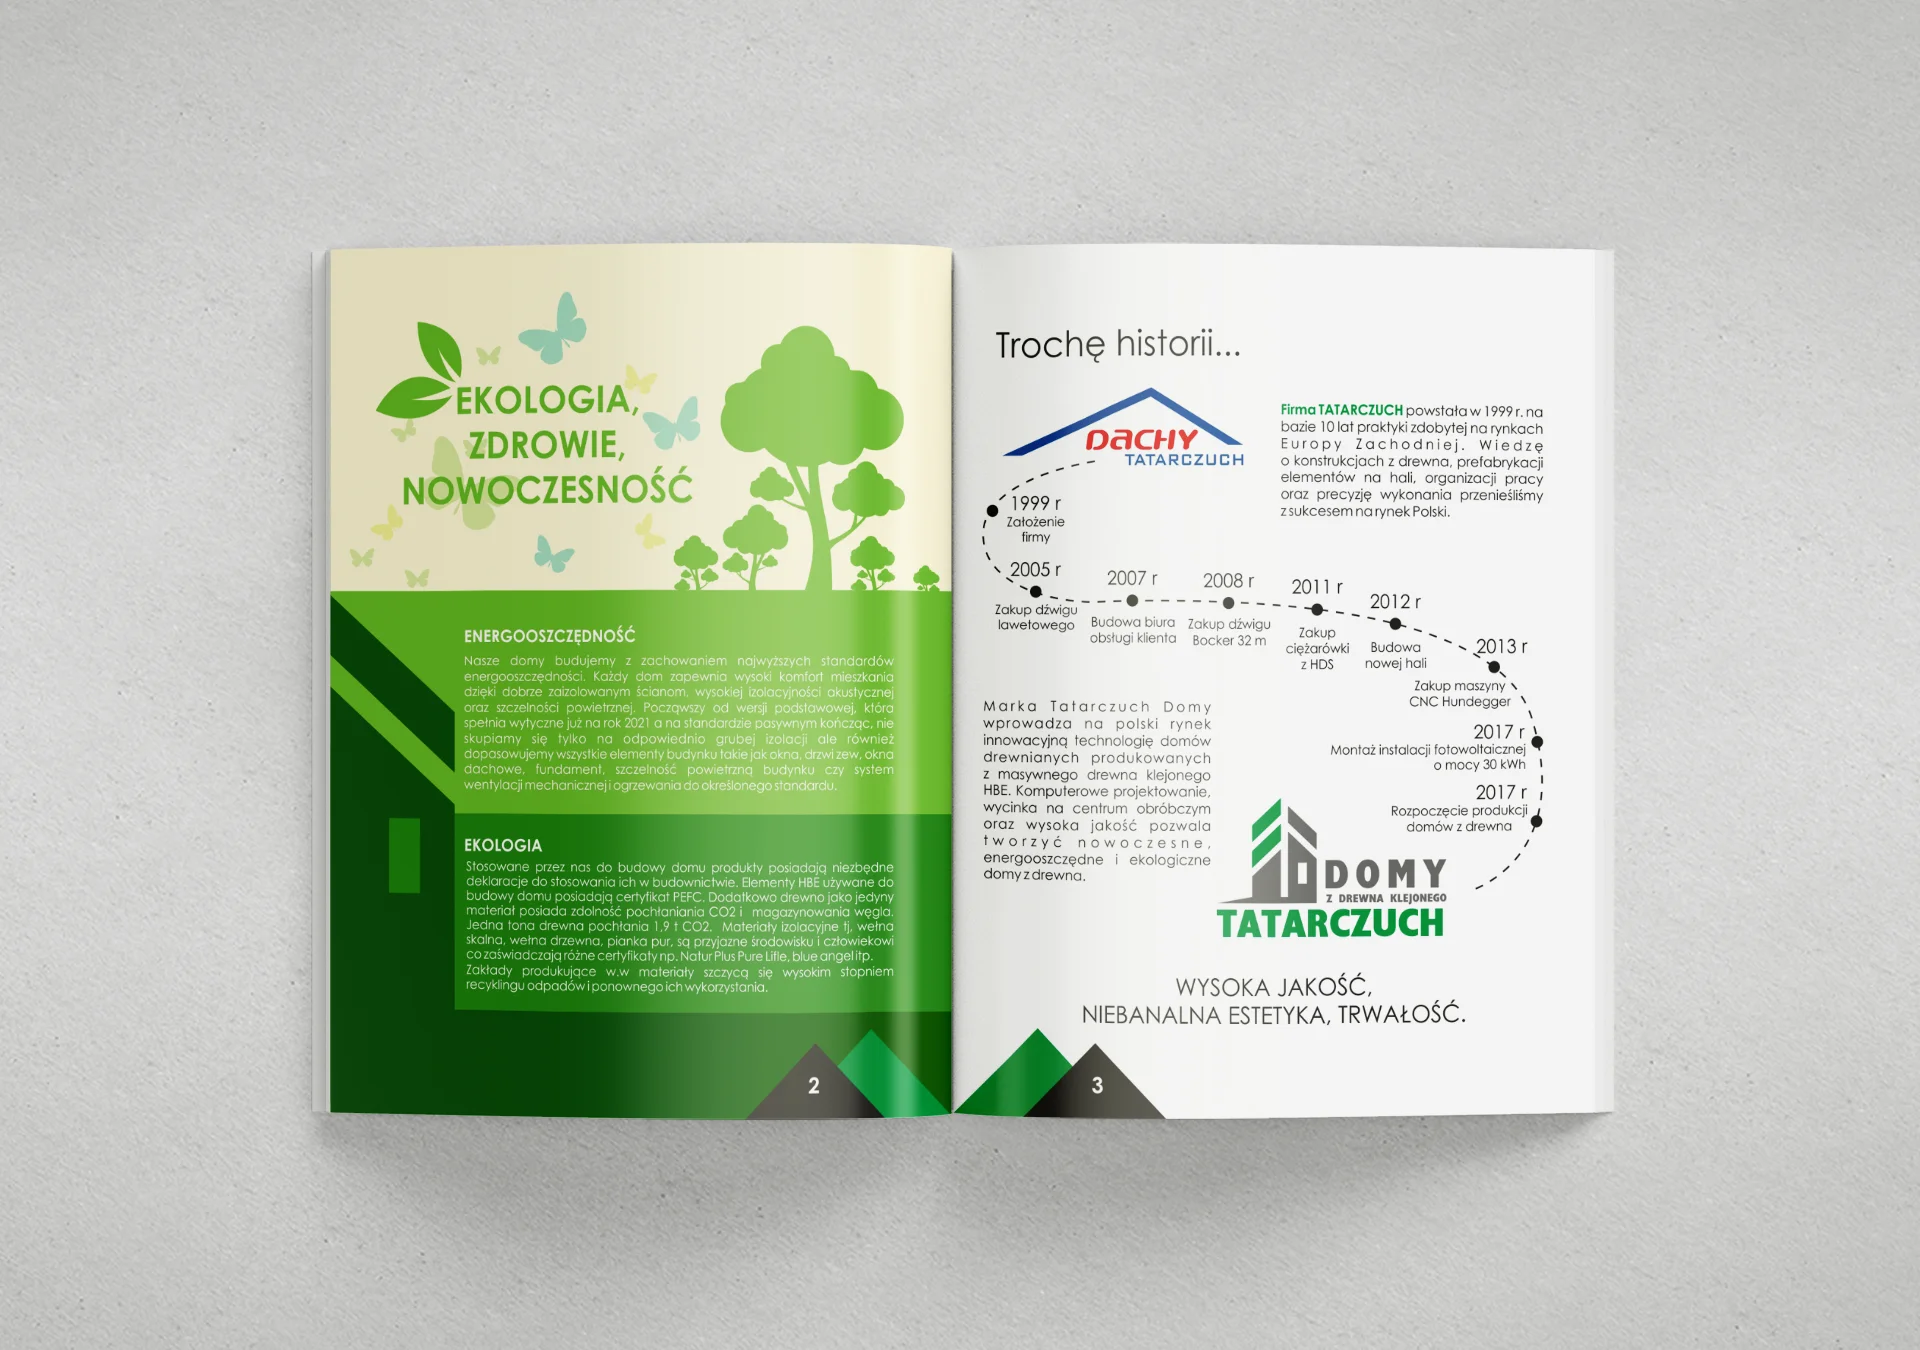 EKOLOGIA,
ZDROWIE,
NOWOCZESNOŚĆ
ENERGOOSZCZĘDNOŚĆ
Nasze domy budujemy z zachowaniem najwyższych standardów
energooszczędności. Każdy dom zapewnia wysoki komfort mieszkania
dzięki dobrze zaizolowanym ścianom, wysokiej izolacyjności akustycznej
oraz szczelności powietrznej. Począwszy od wersji podstawowej, która
spełnia wytyczne już na rok 2021 a na standardzie pasywnym kończąc, nie
skupiamy się tylko na odpowiednio grubej izolacji ale również
dopasowujemy wszystkie elementy budynku takie jak okna, drzwi zew, okna
dachowe, fundament, szczelność powietrzną budynku czy system
wentylacji mechanicznej i ogrzewania do określonego standardu.
EKOLOGIA
Stosowane przez nas do budowy domu produkty posiadają niezbędne
deklaracje do stosowania ich w budownictwie. Elementy HBE używane do
budowy domu posiadają certyfikat PEFC. Dodatkowo drewno jako jedyny
materiał posiada zdolność pochłaniania CO2 i magazynowania węgla.
Jedna tona drewna pochłania 1,9 t CO2. Materiały izolacyjne tj, wełna
skalna, wełna drzewna, pianka pur, są przyjazne środowisku i człowiekowi
co zaświadczają różne certyfikaty np. Natur Plus Pure Lifle, blue angel itp.
Zakłady produkujące w.w materiały szczycą się wysokim stopniem
recyklingu odpadów i ponownego ich wykorzystania.
2
Trochę historii...
DACHY
TATARCZUCH
Firma TATARCZUCH powstała w 1999 r. na
bazie 10 lat praktyki zdobytej na rynkach
Europy Zachodniej. Wiedzę
o konstrukcjach z drewna, prefabrykacji
elementów na hali, organizacji pracy
oraz precyzję wykonania przenieśliśmy
z sukcesem na rynek Polski.
1999 r
Założenie
firmy
2005 r
Zakup dźwigu
lawetowego
2007 r
Budowa biura
obsługi klienta
2008 r
Zakup dźwigu
Bocker 32 m
2011 r
Zakup
ciężarówki
z HDS
2012 r
Budowa
nowej hali
2013 r
Zakup maszyny
CNC Hundegger
2017 r
Montaż instalacji fotowoltaicznej
o mocy 30 kWh
2017 r
Rozpoczęcie produkcji
domów z drewna
Marka Tatarczuch Domy
wprowadza na polski rynek
innowacyjną technologię domów
drewnianych produkowanych
z masywnego drewna klejonego
HBE. Komputerowe projektowanie,
wycinka na centrum obróbczym
oraz wysoka jakość pozwala
tworzyć nowoczesne,
energooszczędne i ekologiczne
domy z drewna.
DOMY
Z DREWNA KLEJONEGO
TATARCZUCH
WYSOKA JAKOŚĆ,
NIEBANALNA ESTETYKA, TRWAŁOŚĆ.
3